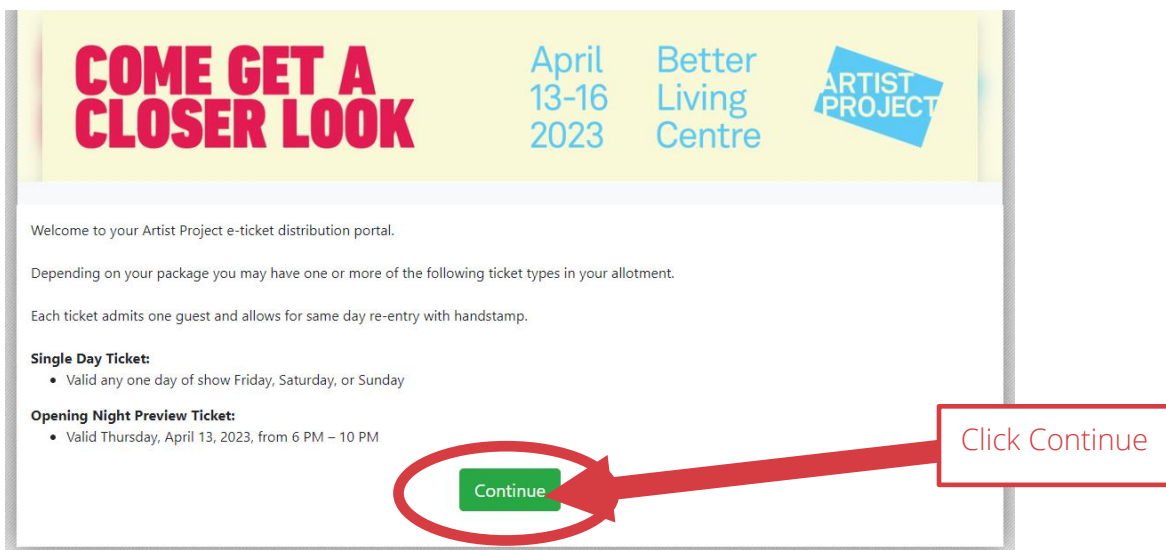 COME GET A
CLOSER LOOK
April
13-16
2023
Better
Living
Centre
ARTIST
PROJECT
Welcome to your Artist Project e-ticket distribution portal.
Depending on your package you may have one or more of the following ticket types in your allotment.
Each ticket admits one guest and allows for same day re-entry with handstamp.
Single Day Ticket:
• Valid any one day of show Friday, Saturday, or Sunday
Opening Night Preview Ticket:
• Valid Thursday, April 13, 2023, from 6 PM – 10 PM
Click Continue
Continue